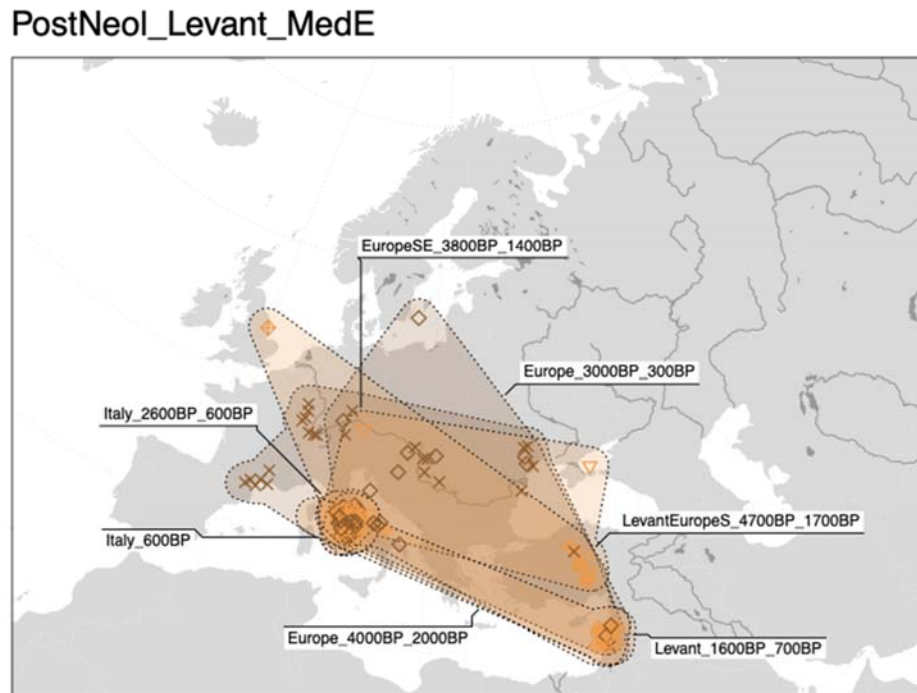 PostNeol_Levant_MedE
EuropeSE_3800BP_1400BP
Europe_3000BP_300BP
Italy_2600BP_600BP
LevantEuropeS_4700BP_1700BP
Italy_600BP
Europe_4000BP_2000BP
Levant_1600BP_700BP